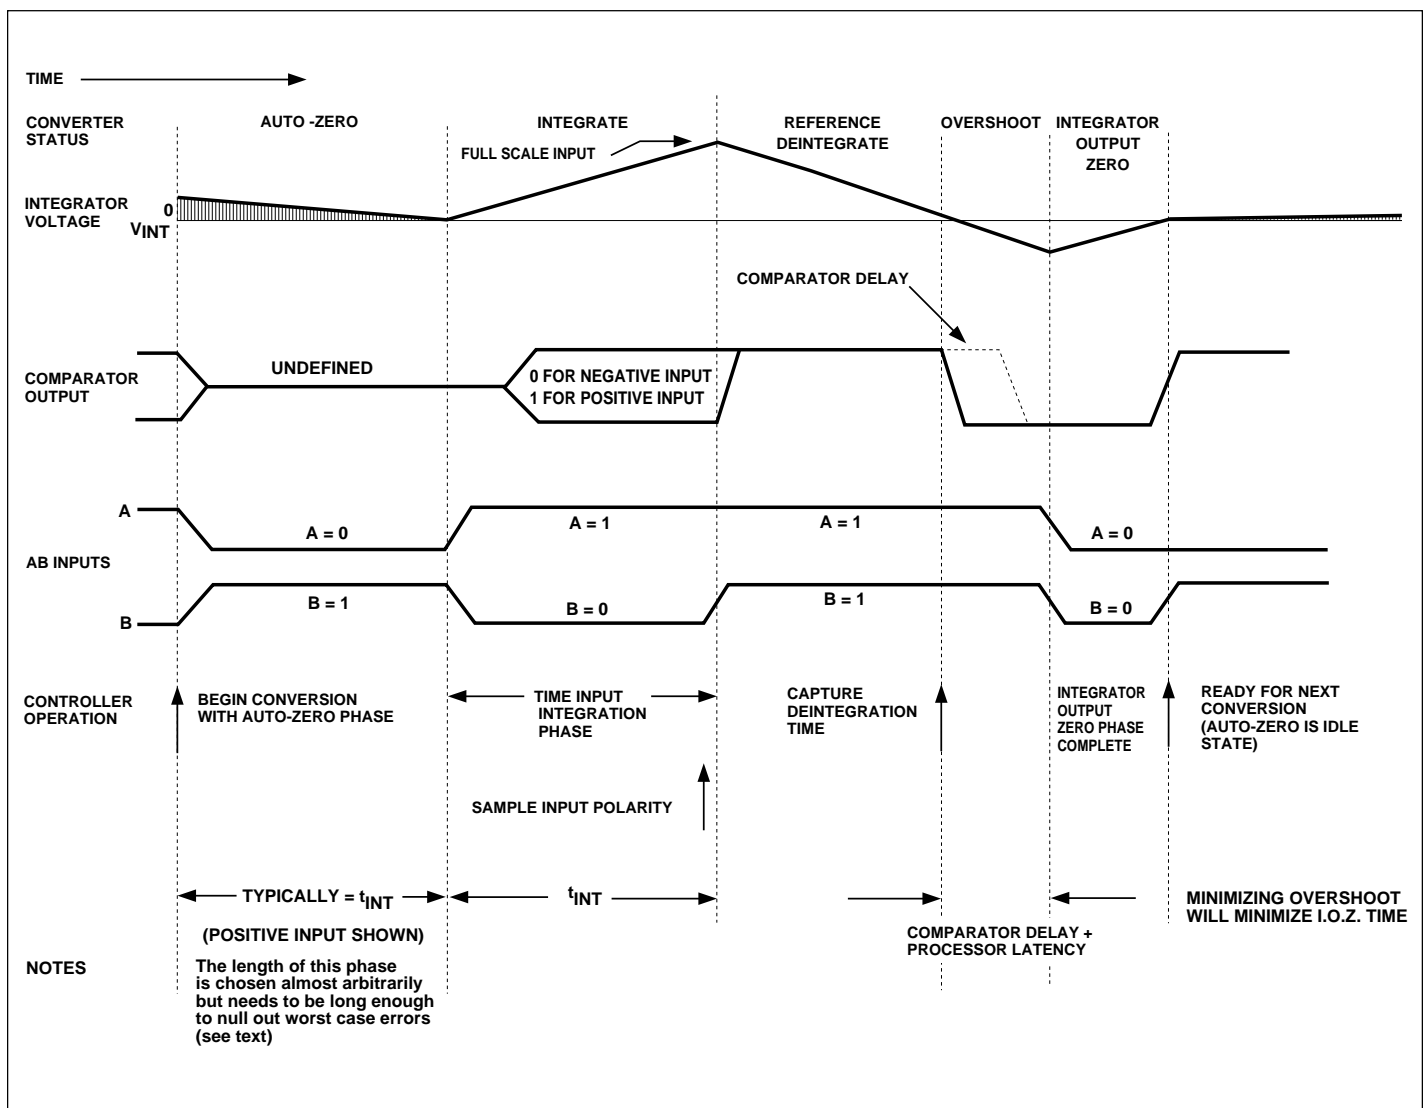 TIME
CONVERTER
STATUS
AUTO -ZERO
INTEGRATE
REFERENCE
DEINTEGRATE
OVERSHOOT
INTEGRATOR
OUTPUT
ZERO
FULL SCALE INPUT
INTEGRATOR
VOLTAGE
0
VINT
COMPARATOR DELAY
COMPARATOR
OUTPUT
UNDEFINED
0 FOR NEGATIVE INPUT
1 FOR POSITIVE INPUT
A
A = 0
A = 1
A = 1
A = 0
AB INPUTS
B
B = 1
B = 0
B = 1
B = 0
CONTROLLER
OPERATION
BEGIN CONVERSION
WITH AUTO-ZERO PHASE
TIME INPUT
INTEGRATION
PHASE
CAPTURE
DEINTEGRATION
TIME
INTEGRATOR
OUTPUT
ZERO PHASE
COMPLETE
READY FOR NEXT
CONVERSION
(AUTO-ZERO IS IDLE
STATE)
SAMPLE INPUT POLARITY
TYPICALLY = tINT
tINT
MINIMIZING OVERSHOOT
WILL MINIMIZE I.O.Z. TIME
(POSITIVE INPUT SHOWN)
COMPARATOR DELAY +
PROCESSOR LATENCY
NOTES
The length of this phase
is chosen almost arbitrarily
but needs to be long enough
to null out worst case errors
(see text)